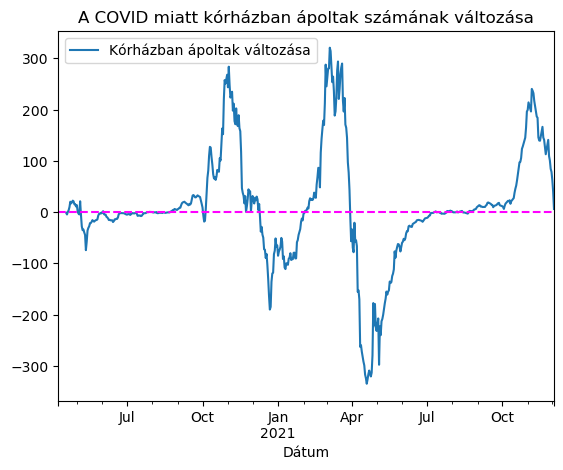 A COVID miatt kórházban ápoltak számának változása
Kórházban ápoltak változása
300
200
100
0
−100
−200
−300
Jul Oct Jan Apr Jul Oct
2021
Dátum